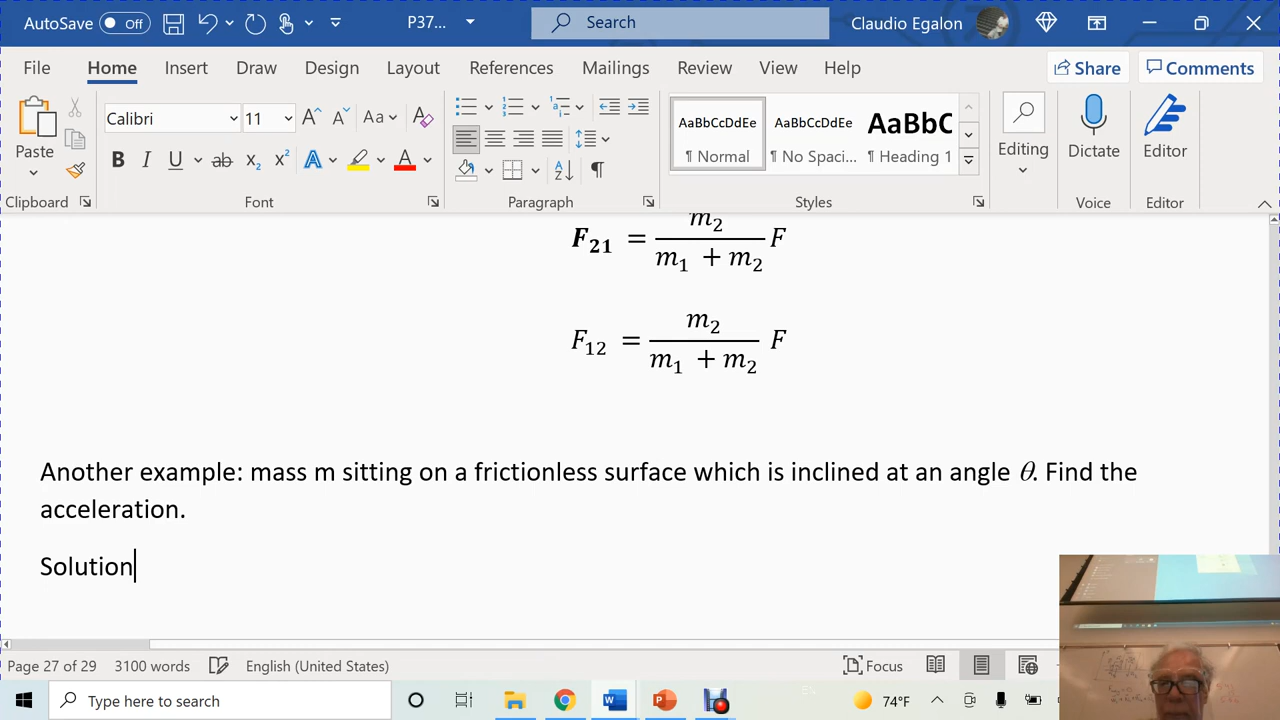 AutoSave Off P37... Search Claudio Egalon
File Home Insert Draw Design Layout References Mailings Review View Help Share Comments
Calibri 11 Aa
AaBbCcDdEe AaBbCcDdEe AaBbC
¶ Normal ¶ No Spaci... ¶ Heading 1
Paste Editing Dictate Editor
B I U ab x₂ x² A A
Clipboard Font Paragraph Styles Voice Editor
F₂₁ = m₂ / (m₁ + m₂) F
F₁₂ = m₂ / (m₁ + m₂) F
Another example: mass m sitting on a frictionless surface which is inclined at an angle θ. Find the
acceleration.
Solution
Page 27 of 29 3100 words English (United States) Focus
Type here to search 74°F